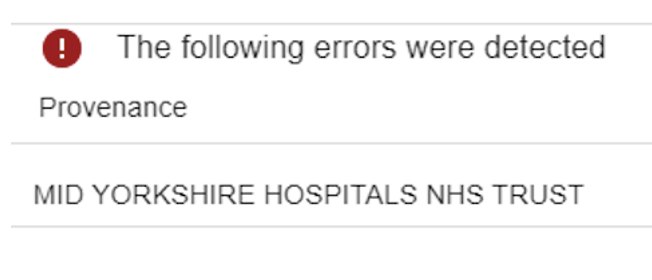 The following errors were detected
Provenance
MID YORKSHIRE HOSPITALS NHS TRUST